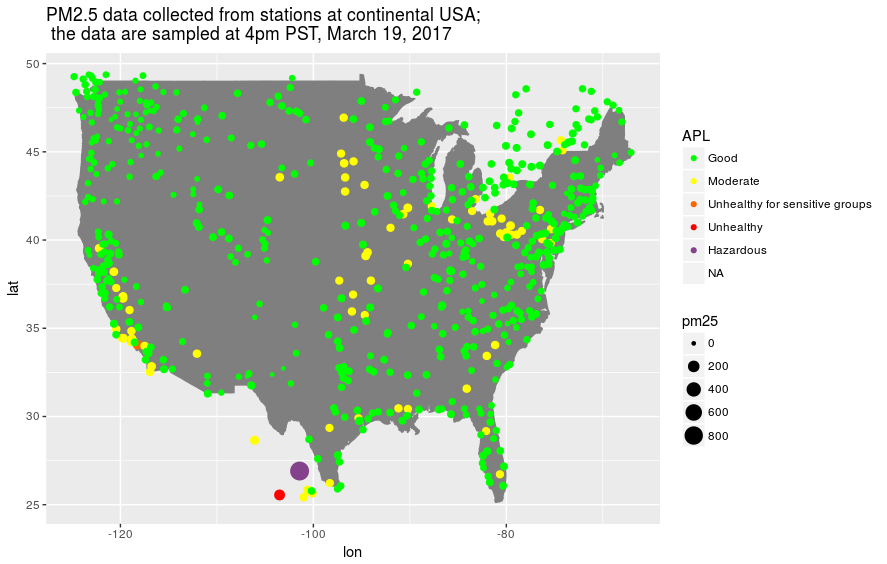 PM2.5 data collected from stations at continental USA;
the data are sampled at 4pm PST, March 19, 2017
50
45
40
35
30
25
lat
-120
-100
-80
lon
APL
Good
Moderate
Unhealthy for sensitive groups
Unhealthy
Hazardous
NA
pm25
0
200
400
600
800